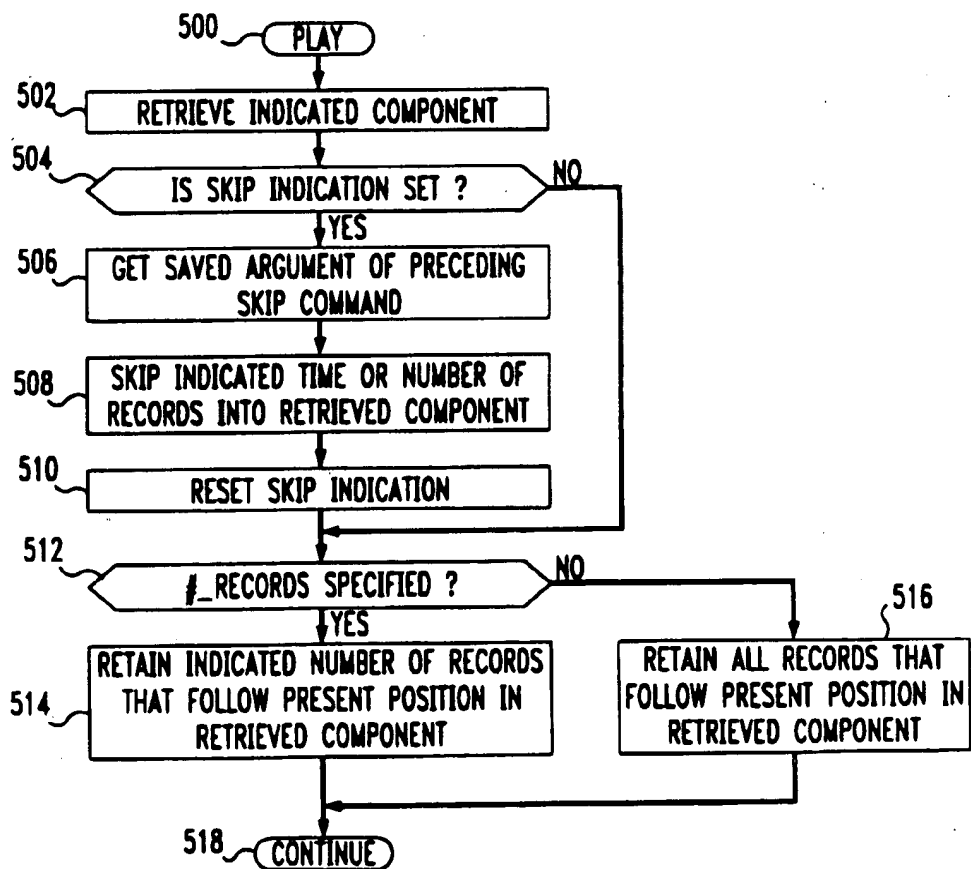 500
PLAY
502
RETRIEVE INDICATED COMPONENT
504
IS SKIP INDICATION SET ?
NO
YES
506
GET SAVED ARGUMENT OF PRECEDING
SKIP COMMAND
508
SKIP INDICATED TIME OR NUMBER OF
RECORDS INTO RETRIEVED COMPONENT
510
RESET SKIP INDICATION
512
#_RECORDS SPECIFIED ?
NO
YES
514
RETAIN INDICATED NUMBER OF RECORDS
THAT FOLLOW PRESENT POSITION IN
RETRIEVED COMPONENT
516
RETAIN ALL RECORDS THAT
FOLLOW PRESENT POSITION IN
RETRIEVED COMPONENT
518
CONTINUE